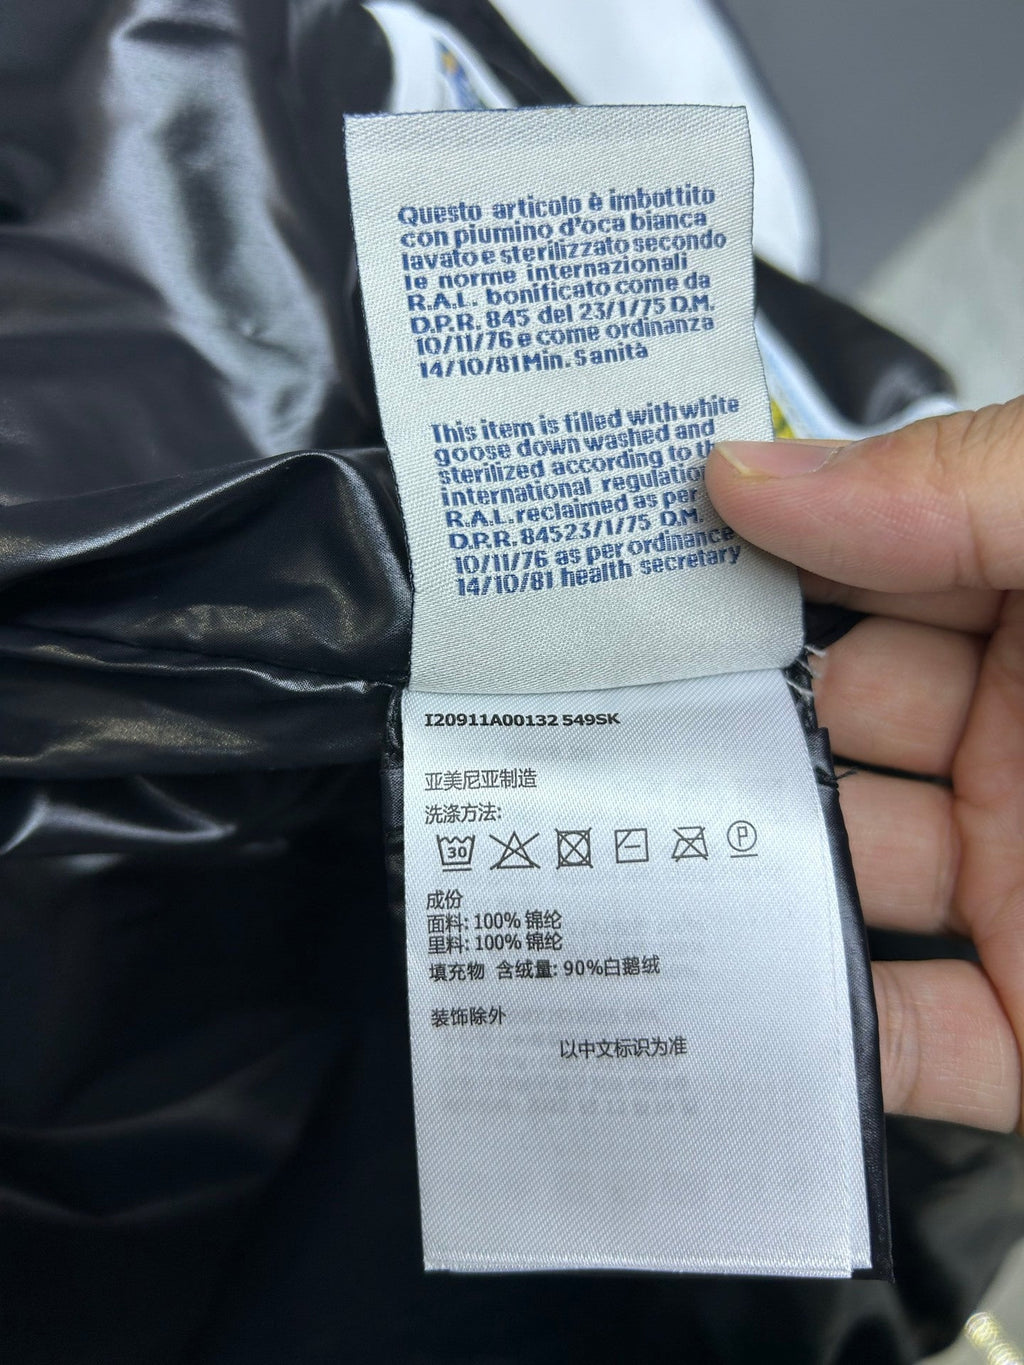 Questo articolo è imbottito
con piumino d'oca bianca
lavato e sterilizzato secondo
le norme internazionali
R.A.L. bonificato come da
D.P.R. 845 del 23/1/75 D.M.
10/11/76 e come ordinanza
14/10/81 Min. Sanità
This item is filled with white
goose down washed and
sterilized according to
international
R.A.L. reclaimed as per
D.P.R. 845 23/1/75 D.M.
10/11/76 as per ordinance
14/10/81 health secretary
I20911A00132 549SK
亚美尼亚制造
洗涤方法:
30 P
成份
面料: 100% 锦纶
里料: 100% 锦纶
填充物 含绒量: 90%白鹅绒
装饰除外
以中文标识为准